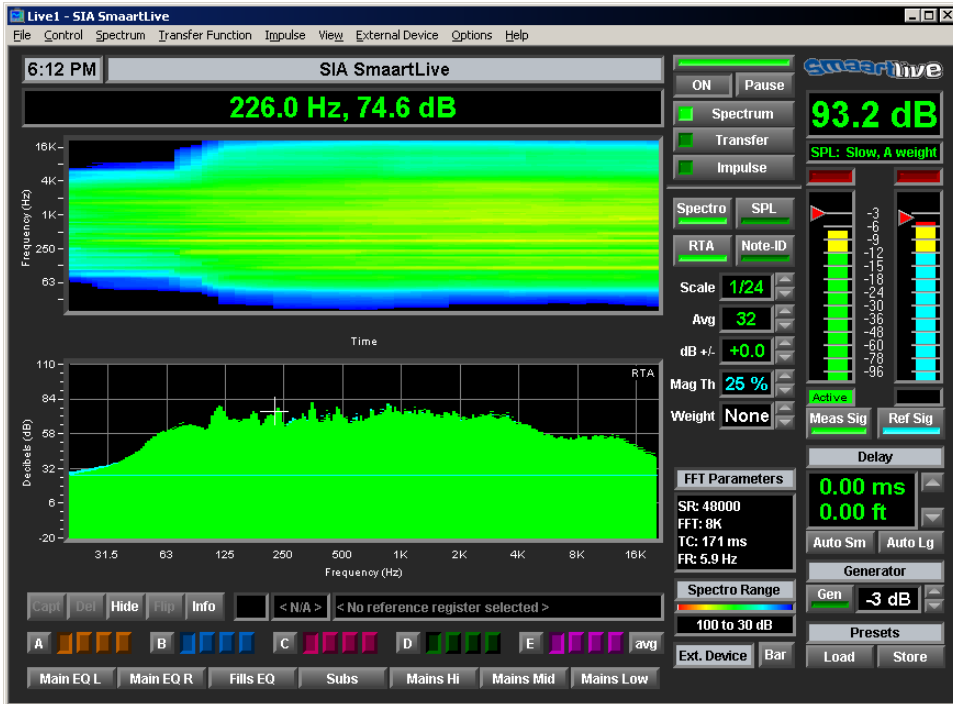 Live1 - SIA SmaartLive
File Control Spectrum Transfer Function Impulse View External Device Options Help
6:12 PM
SIA SmaartLive
226.0 Hz, 74.6 dB
16K
4K
1K
250
63
Frequency (Hz)
Time
110
84
58
32
6
-20
Decibels (dB)
RTA
31.5 63 125 250 500 1K 2K 4K 8K 16K
Frequency (Hz)
Capt Del Hide Flip Info < N/A > < No reference register selected >
A B C D E avg
Main EQ L Main EQ R Fills EQ Subs Mains Hi Mains Mid Mains Low
ON Pause
Spectrum
Transfer
Impulse
Spectro SPL
RTA Note-ID
Scale 1/24
Avg 32
dB +/- +0.0
Mag Th 25 %
Weight None
FFT Parameters
SR: 48000
FFT: 8K
TC: 171 ms
FR: 5.9 Hz
Spectro Range
100 to 30 dB
Ext. Device Bar
smaart live
93.2 dB
SPL: Slow, A weight
-3
-6
-9
-12
-15
-18
-24
-30
-36
-48
-60
-78
-96
Active
Meas Sig Ref Sig
Delay
0.00 ms
0.00 ft
Auto Sm Auto Lg
Generator
Gen -3 dB
Presets
Load Store